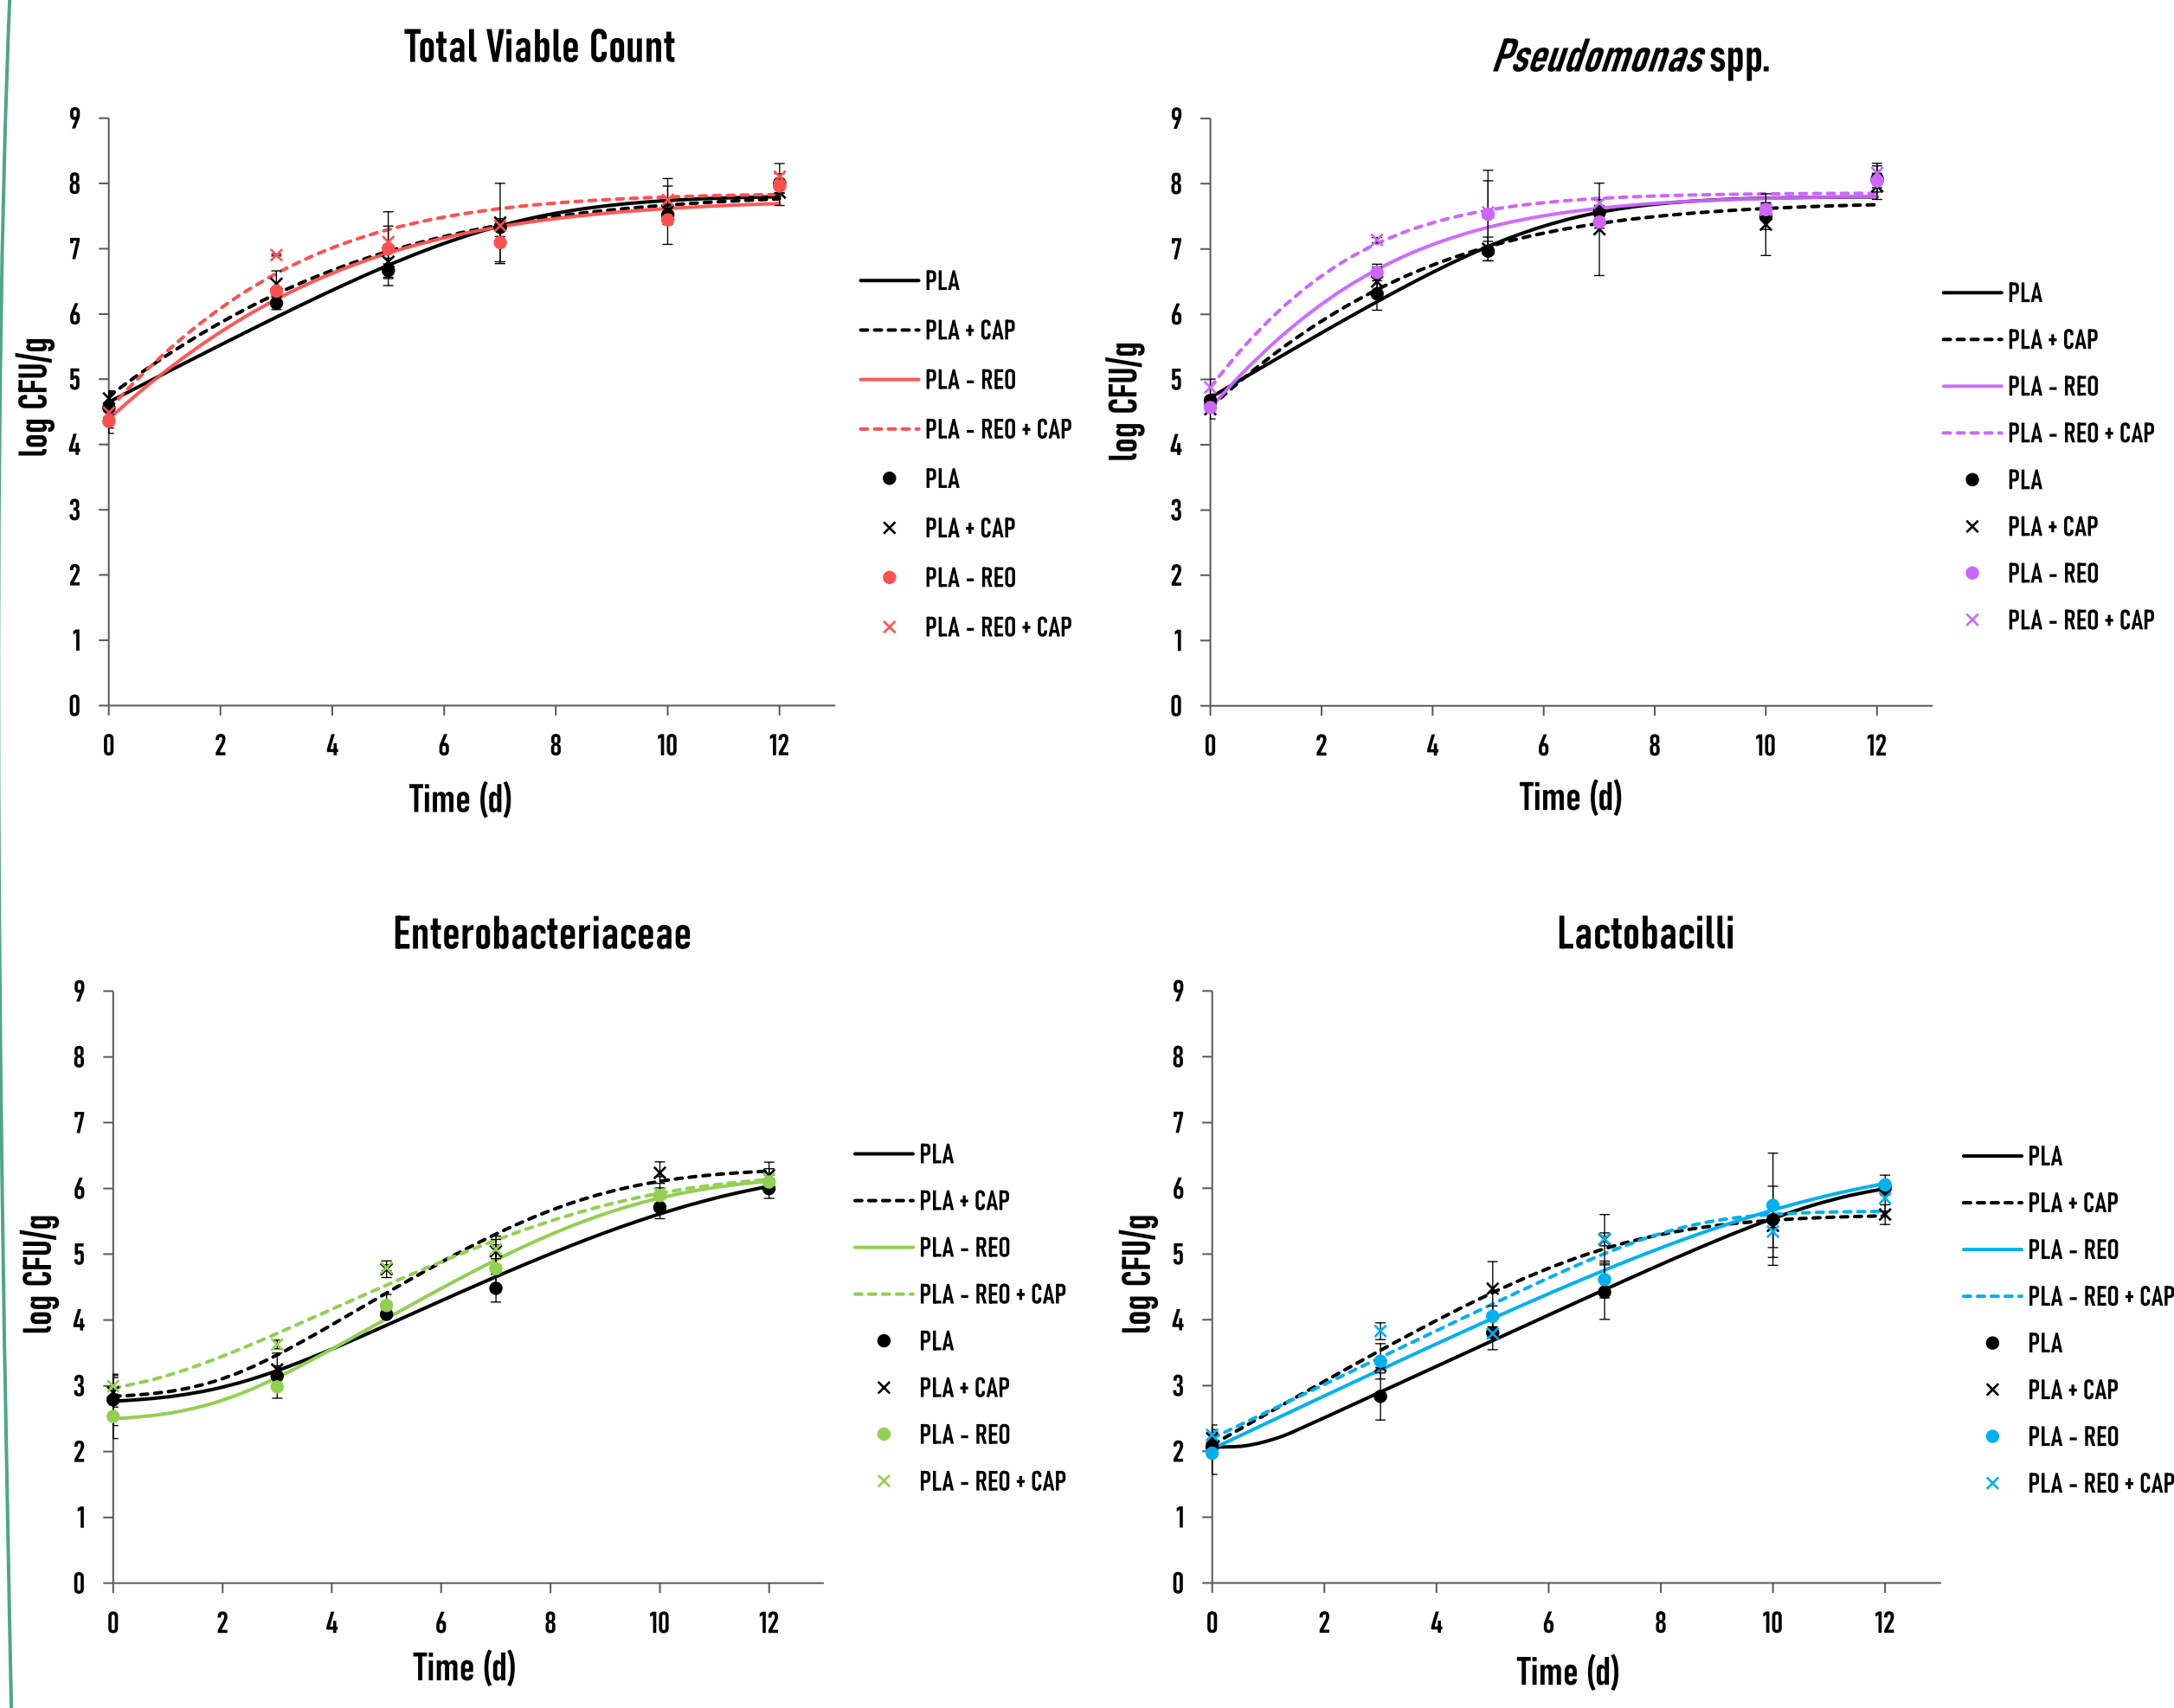 Total Viable Count
9
8
7
6
5
4
3
2
1
0
log CFU/g
0 2 4 6 8 10 12
Time (d)
PLA
PLA + CAP
PLA - REO
PLA - REO + CAP
PLA
PLA + CAP
PLA - REO
PLA - REO + CAP
Pseudomonas spp.
9
8
7
6
5
4
3
2
1
0
log CFU/g
0 2 4 6 8 10 12
Time (d)
PLA
PLA + CAP
PLA - REO
PLA - REO + CAP
PLA
PLA + CAP
PLA - REO
PLA - REO + CAP
Enterobacteriaceae
9
8
7
6
5
4
3
2
1
0
log CFU/g
0 2 4 6 8 10 12
Time (d)
PLA
PLA + CAP
PLA - REO
PLA - REO + CAP
PLA
PLA + CAP
PLA - REO
PLA - REO + CAP
Lactobacilli
9
8
7
6
5
4
3
2
1
0
log CFU/g
0 2 4 6 8 10 12
Time (d)
PLA
PLA + CAP
PLA - REO
PLA - REO + CAP
PLA
PLA + CAP
PLA - REO
PLA - REO + CAP